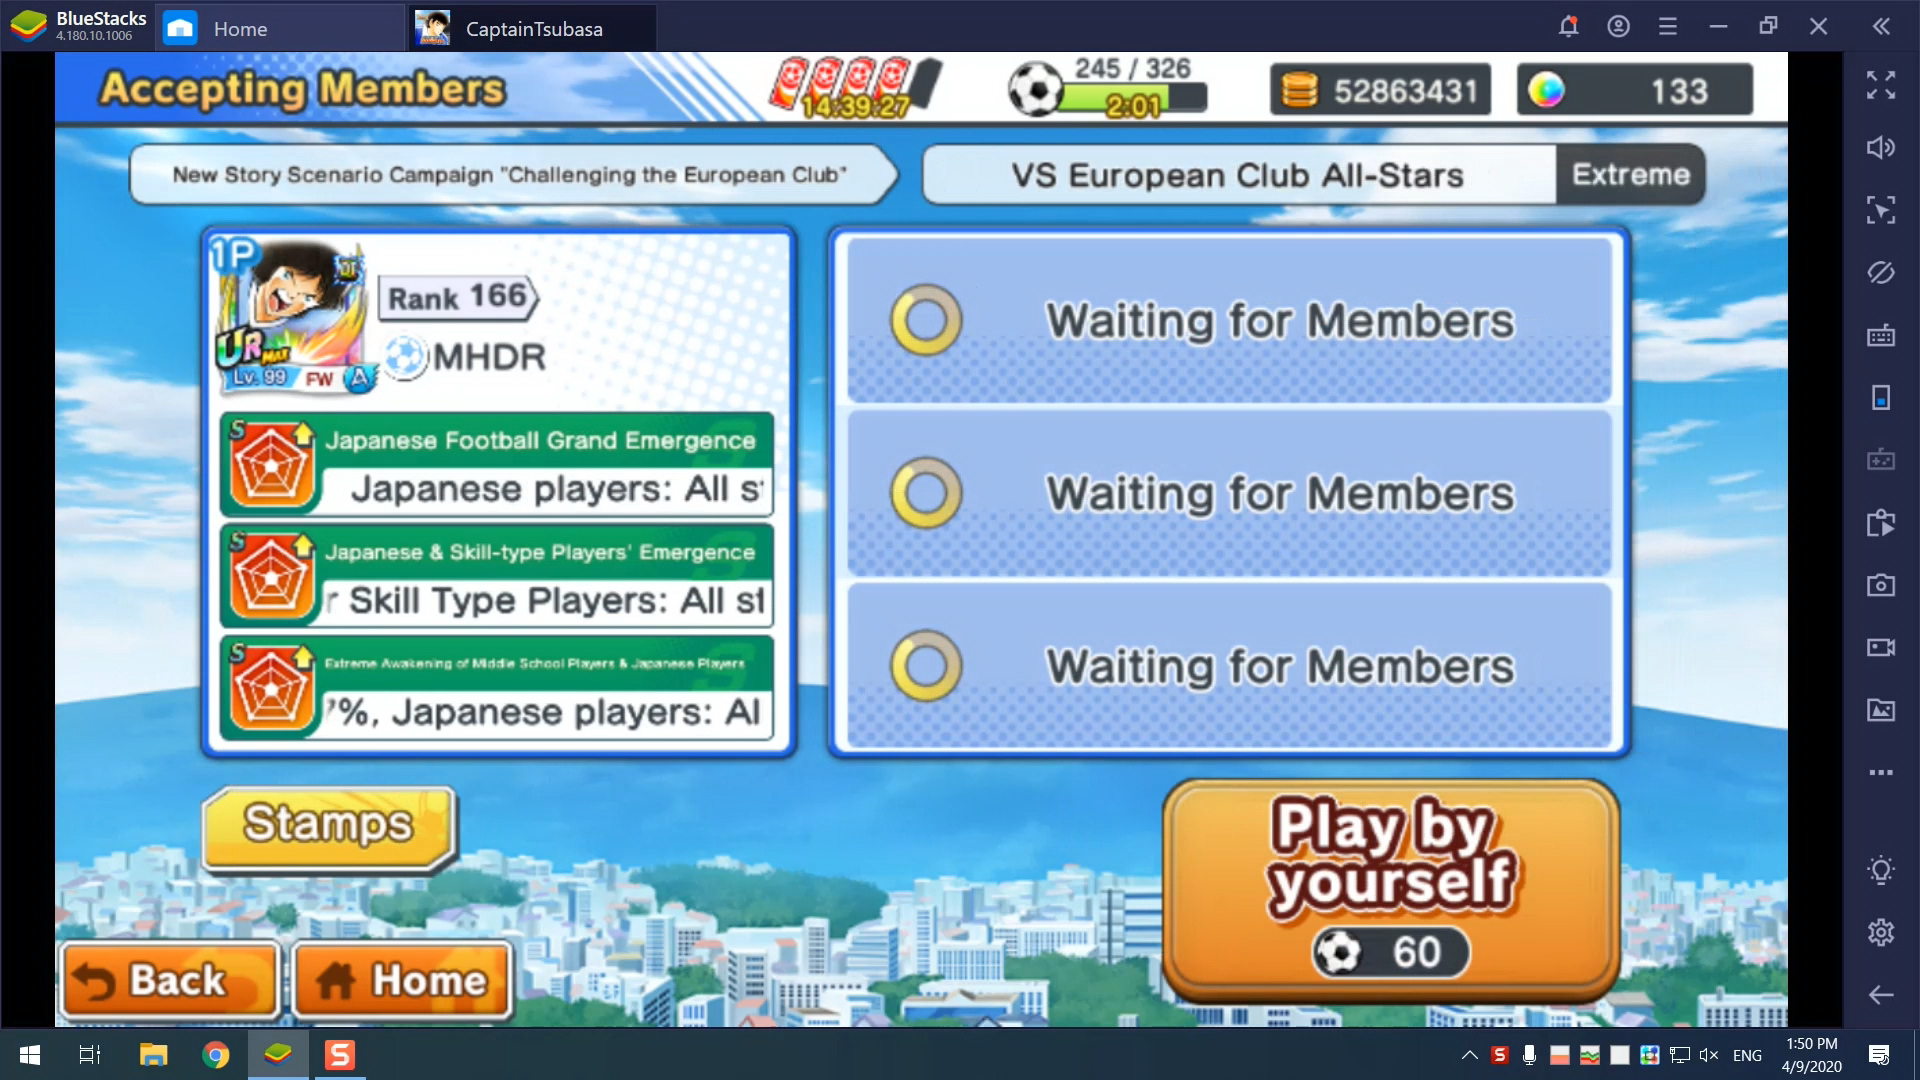 BlueStacks
4.180.10.1006
Home
CaptainTsubasa
Accepting Members
14:39:27
245 / 326
2:01
52863431
133
New Story Scenario Campaign "Challenging the European Club"
VS European Club All-Stars
Extreme
1P
UR MAX
Lv. 99
FW
A
Rank 166
MHDR
S
Japanese Football Grand Emergence
Japanese players: All st
S
Japanese & Skill-type Players' Emergence
r Skill Type Players: All st
S
Extreme Awakening of Middle School Players & Japanese Players
7%, Japanese players: Al
Waiting for Members
Waiting for Members
Waiting for Members
Stamps
Play by
yourself
60
Back
Home
S
S
ENG
1:50 PM
4/9/2020